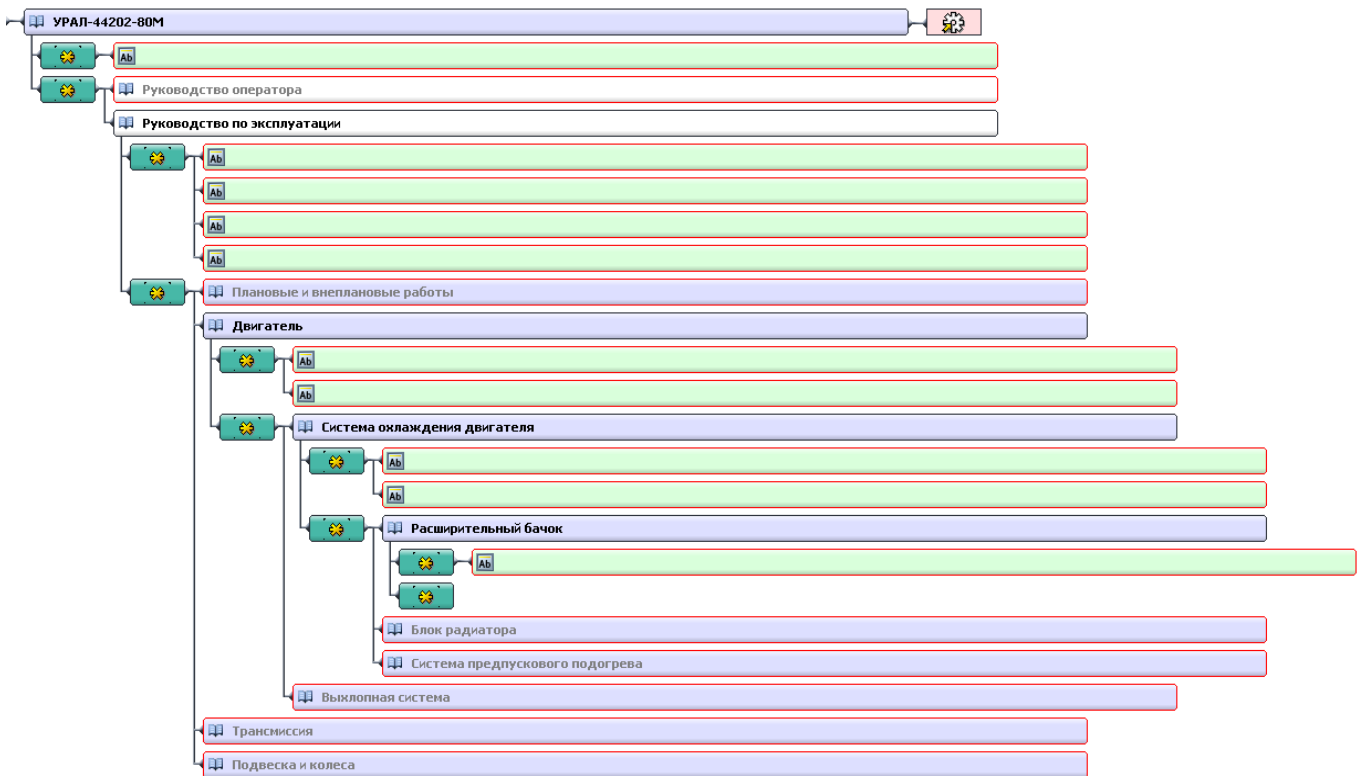 УРАЛ-44202-80М
Ab
Руководство оператора
Руководство по эксплуатации
Ab
Ab
Ab
Ab
Плановые и внеплановые работы
Двигатель
Ab
Ab
Система охлаждения двигателя
Ab
Ab
Расширительный бачок
Ab
Блок радиатора
Система предпускового подогрева
Выхлопная система
Трансмиссия
Подвеска и колеса